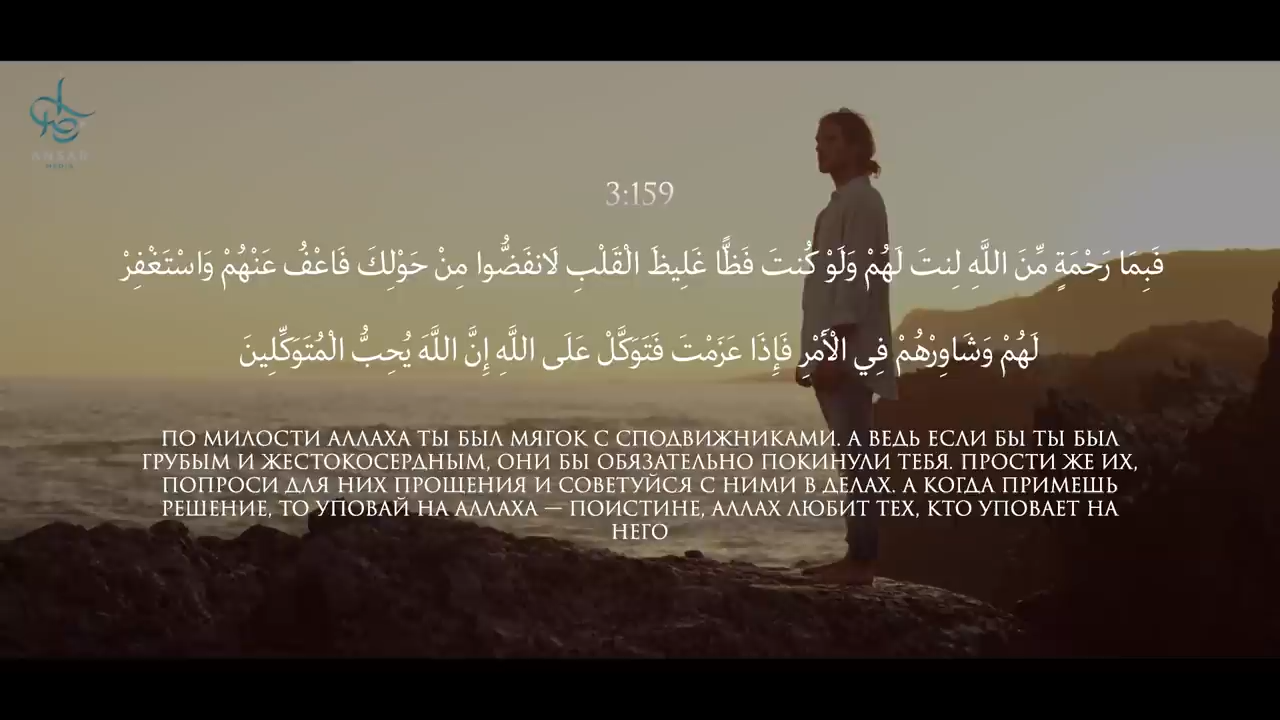 ANSAR
MEDIA
3:159
فَبِمَا رَحْمَةٍ مِّنَ اللَّهِ لِنتَ لَهُمْ وَلَوْ كُنتَ فَظًّا غَلِيظَ الْقَلْبِ لَانفَضُّوا مِنْ حَوْلِكَ فَاعْفُ عَنْهُمْ وَاسْتَغْفِرْ
لَهُمْ وَشَاوِرْهُمْ فِي الْأَمْرِ فَإِذَا عَزَمْتَ فَتَوَكَّلْ عَلَى اللَّهِ إِنَّ اللَّهَ يُحِبُّ الْمُتَوَكِّلِينَ
ПО МИЛОСТИ АЛЛАХА ТЫ БЫЛ МЯГОК С СПОДВИЖНИКАМИ. А ВЕДЬ ЕСЛИ БЫ ТЫ БЫЛ
ГРУБЫМ И ЖЕСТОКОСЕРДНЫМ, ОНИ БЫ ОБЯЗАТЕЛЬНО ПОКИНУЛИ ТЕБЯ. ПРОСТИ ЖЕ ИХ,
ПОПРОСИ ДЛЯ НИХ ПРОЩЕНИЯ И СОВЕТУЙСЯ С НИМИ В ДЕЛАХ. А КОГДА ПРИМЕШЬ
РЕШЕНИЕ, ТО УПОВАЙ НА АЛЛАХА — ПОИСТИНЕ, АЛЛАХ ЛЮБИТ ТЕХ, КТО УПОВАЕТ НА
НЕГО